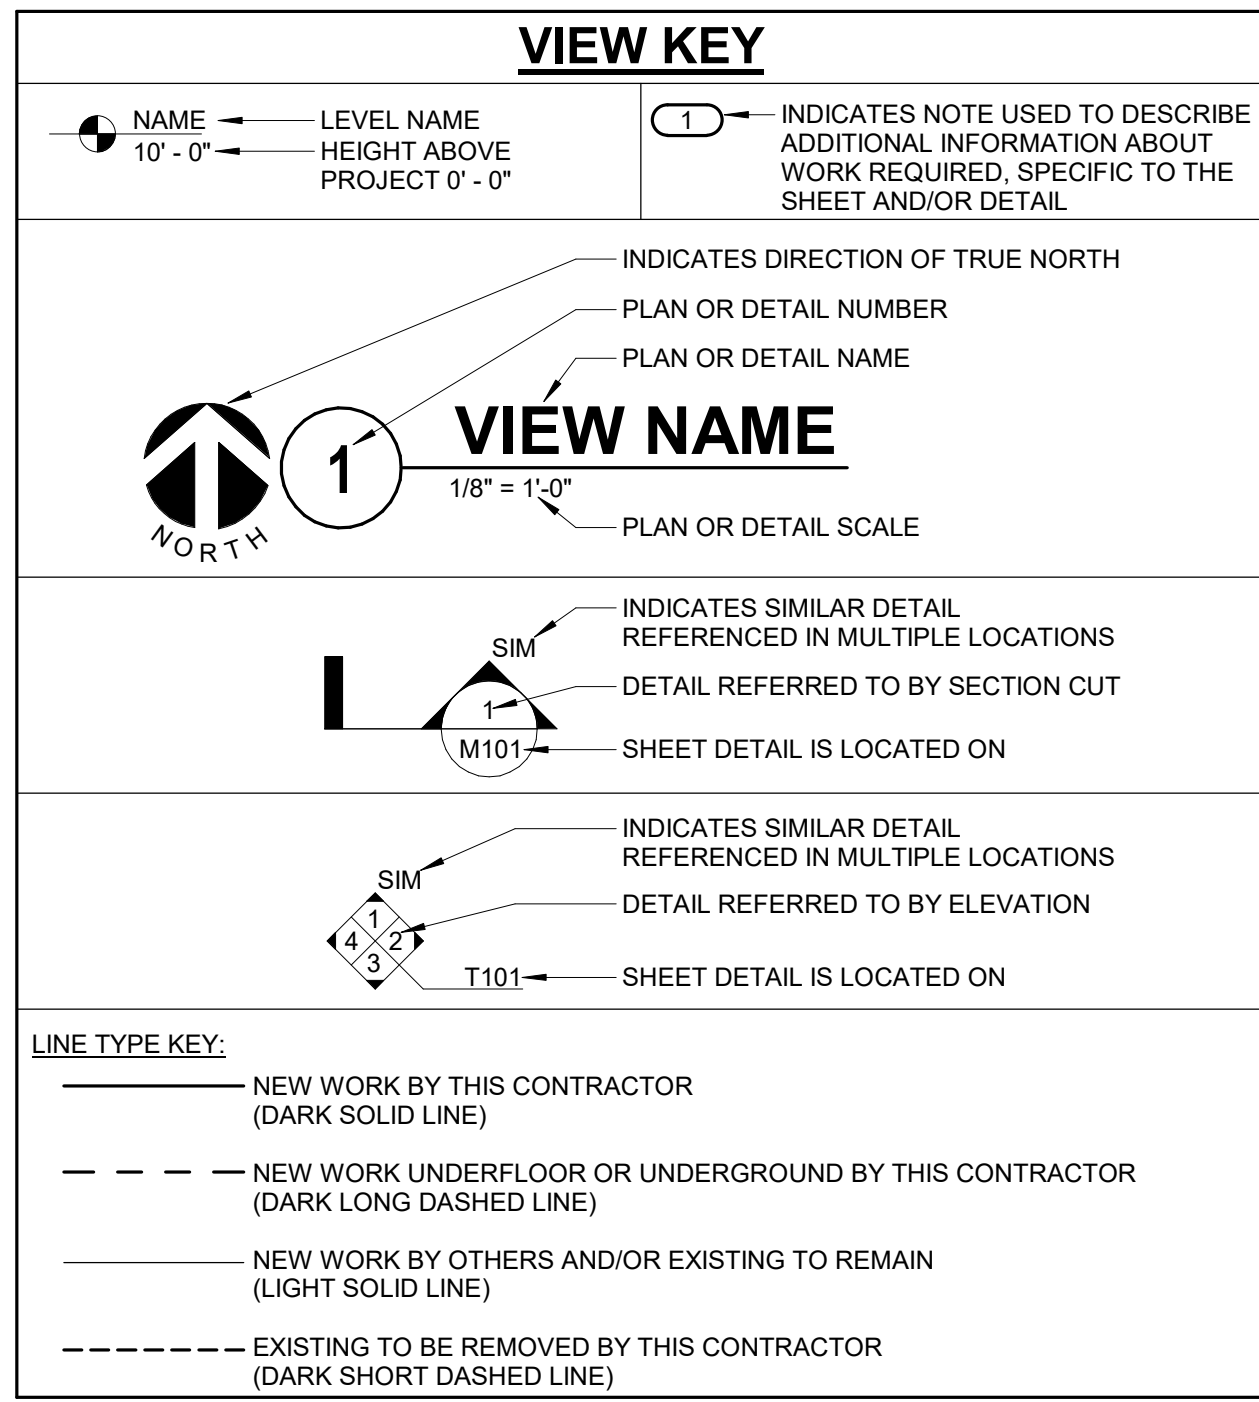 VIEW KEY
NAME
10' - 0"
LEVEL NAME
HEIGHT ABOVE
PROJECT 0' - 0"
1
INDICATES NOTE USED TO DESCRIBE
ADDITIONAL INFORMATION ABOUT
WORK REQUIRED, SPECIFIC TO THE
SHEET AND/OR DETAIL
INDICATES DIRECTION OF TRUE NORTH
PLAN OR DETAIL NUMBER
PLAN OR DETAIL NAME
NORTH
1
VIEW NAME
1/8" = 1'-0"
PLAN OR DETAIL SCALE
INDICATES SIMILAR DETAIL
REFERENCED IN MULTIPLE LOCATIONS
SIM
1
DETAIL REFERRED TO BY SECTION CUT
M101
SHEET DETAIL IS LOCATED ON
INDICATES SIMILAR DETAIL
REFERENCED IN MULTIPLE LOCATIONS
SIM
1
4 2
3
DETAIL REFERRED TO BY ELEVATION
T101
SHEET DETAIL IS LOCATED ON
LINE TYPE KEY:
NEW WORK BY THIS CONTRACTOR
(DARK SOLID LINE)
NEW WORK UNDERFLOOR OR UNDERGROUND BY THIS CONTRACTOR
(DARK LONG DASHED LINE)
NEW WORK BY OTHERS AND/OR EXISTING TO REMAIN
(LIGHT SOLID LINE)
EXISTING TO BE REMOVED BY THIS CONTRACTOR
(DARK SHORT DASHED LINE)